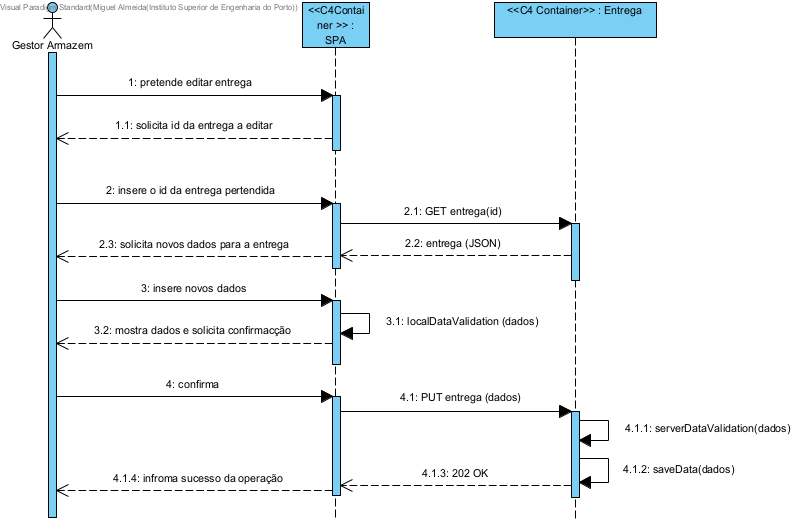 Visual Paradigm Standard(Miguel Almeida(Instituto Superior de Engenharia do Porto))
Gestor Armazem
<<C4Contai
ner >> :
SPA
<<C4 Container>> : Entrega
1: pretende editar entrega
1.1: solicita id da entrega a editar
2: insere o id da entrega pertendida
2.1: GET entrega(id)
2.2: entrega (JSON)
2.3: solicita novos dados para a entrega
3: insere novos dados
3.1: localDataValidation (dados)
3.2: mostra dados e solicita confirmacção
4: confirma
4.1: PUT entrega (dados)
4.1.1: serverDataValidation(dados)
4.1.2: saveData(dados)
4.1.3: 202 OK
4.1.4: infroma sucesso da operação